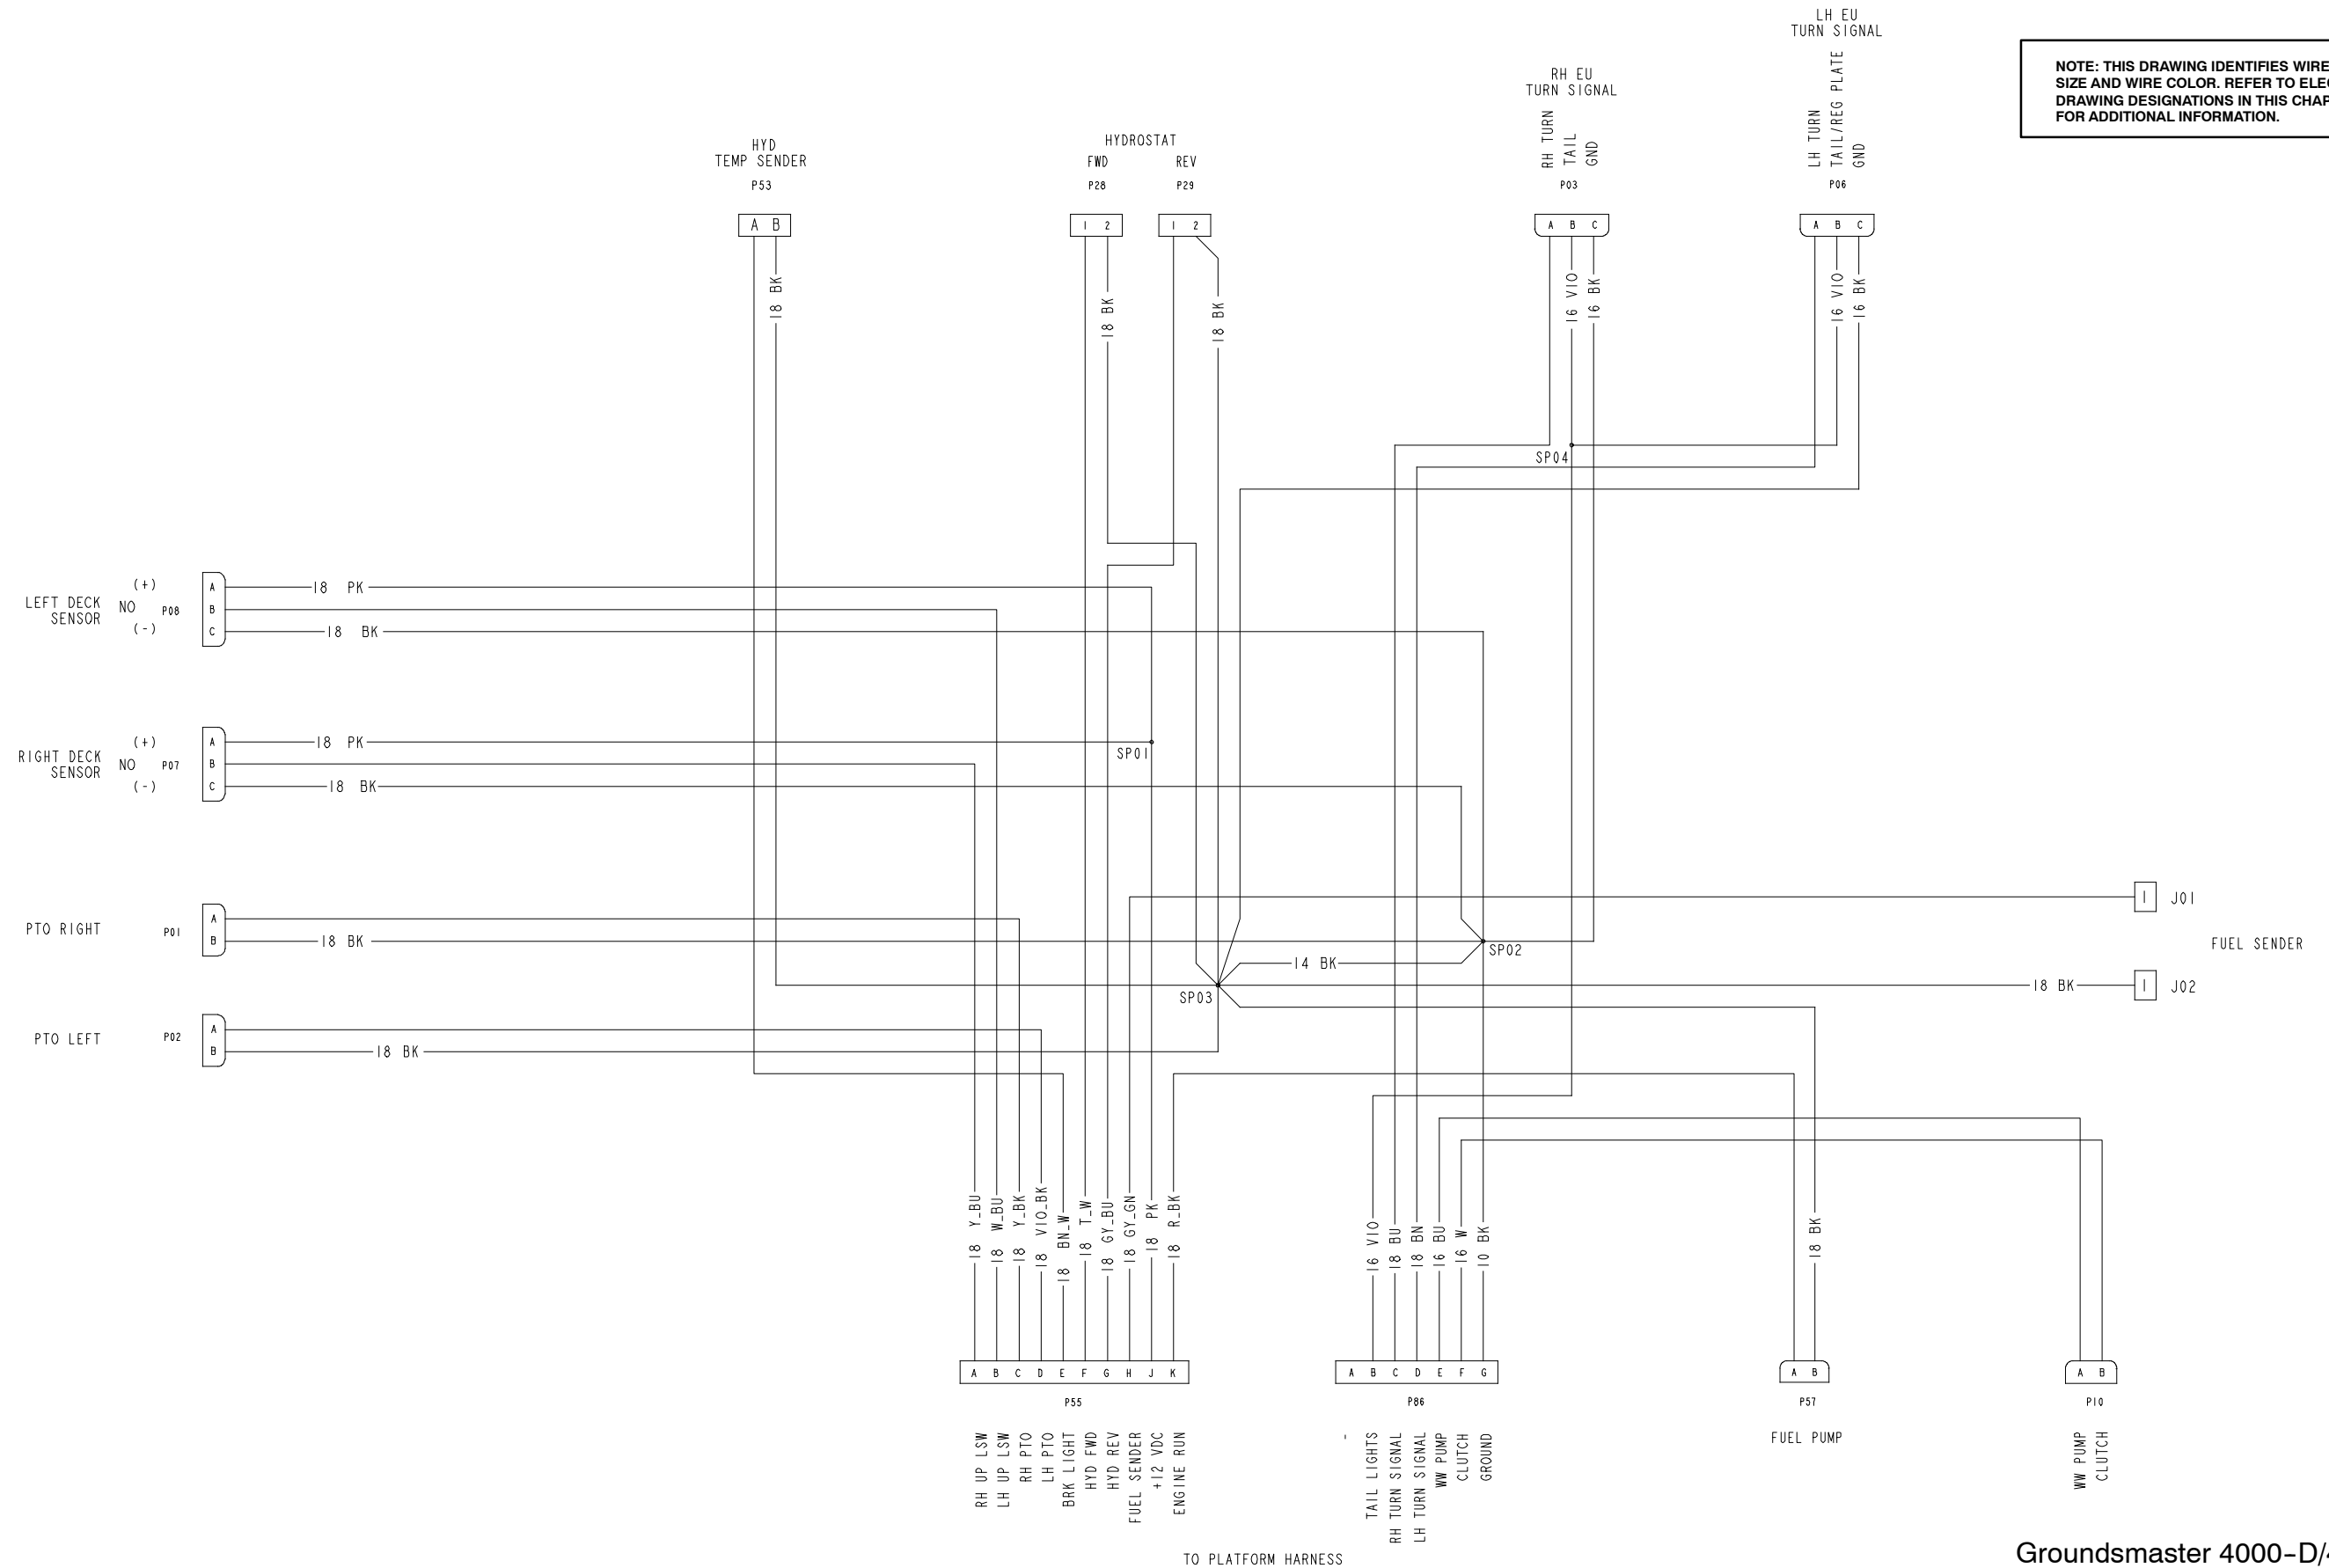 LH EU
TURN SIGNAL
NOTE: THIS DRAWING IDENTIFIES WIRE
SIZE AND WIRE COLOR. REFER TO ELE
DRAWING DESIGNATIONS IN THIS CHAP
FOR ADDITIONAL INFORMATION.
RH EU
TURN SIGNAL
HYD
TEMP SENDER
P53
HYDROSTAT
FWD
REV
P28
P29
RH TURN
TAIL
GND
P03
LH TURN
TAIL/REG PLATE
GND
P06
A B
1 2
1 2
A B C
A B C
18 BK
18 BK
18 BK
16 VIO
16 BK
16 VIO
16 BK
SP04
LEFT DECK
SENSOR
(+)
NO
(-)
P08
A
B
C
18 PK
18 BK
RIGHT DECK
SENSOR
(+)
NO
(-)
P07
A
B
C
18 PK
18 BK
SP01
PTO RIGHT
P01
A
B
18 BK
SP02
14 BK
SP03
1
J01
FUEL SENDER
18 BK
1
J02
PTO LEFT
P02
A
B
18 BK
18 Y_BU
18 W_BU
18 Y_BK
18 VIO_BK
18 BN_W
18 T_W
18 GY_BU
18 GY_GN
18 PK
18 R_BK
16 VIO
18 BU
18 BN
16 BU
16 W
10 BK
18 BK
A B C D E F G H J K
A B C D E F G
A B
A B
P55
P86
P57
P10
FUEL PUMP
RH UP LSW
LH UP LSW
RH PTO
LH PTO
BRK LIGHT
HYD FWD
HYD REV
FUEL SENDER
+12 VDC
ENGINE RUN
-
TAIL LIGHTS
RH TURN SIGNAL
LH TURN SIGNAL
WW PUMP
CLUTCH
GROUND
WW PUMP
CLUTCH
TO PLATFORM HARNESS
Groundsmaster 4000-D/